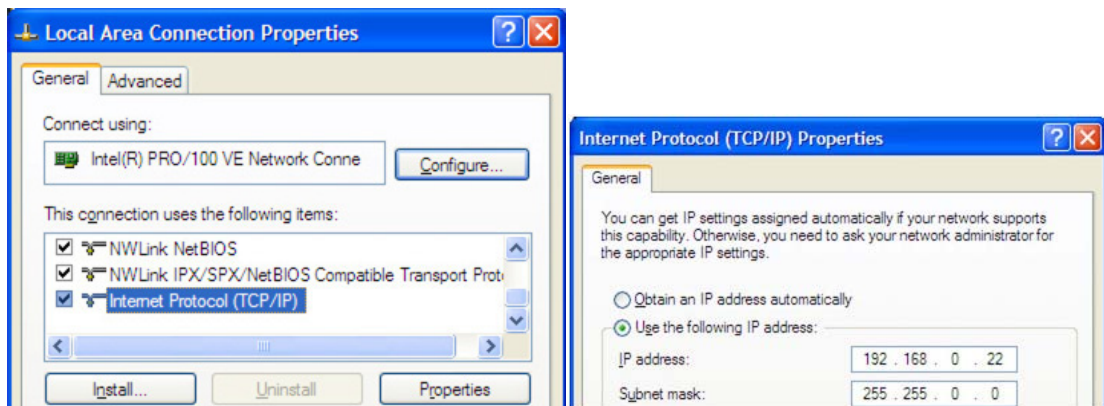 Local Area Connection Properties
General Advanced
Connect using:
Intel(R) PRO/100 VE Network Conne
Configure...
This connection uses the following items:
NWLink NetBIOS
NWLink IPX/SPX/NetBIOS Compatible Transport Prot
Internet Protocol (TCP/IP)
Install... Uninstall Properties
Internet Protocol (TCP/IP) Properties
General
You can get IP settings assigned automatically if your network supports
this capability. Otherwise, you need to ask your network administrator for
the appropriate IP settings.
Obtain an IP address automatically
Use the following IP address:
IP address: 192 . 168 . 0 . 22
Subnet mask: 255 . 255 . 0 . 0